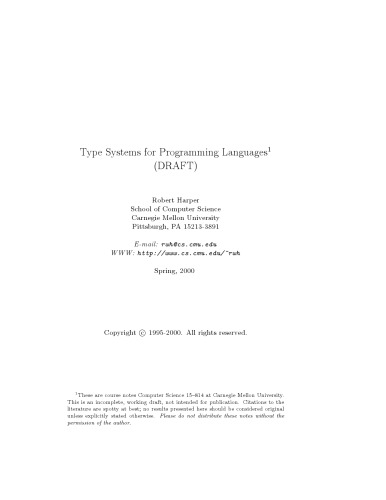 Type Systems for Programming Languages¹
(DRAFT)
Robert Harper
School of Computer Science
Carnegie Mellon University
Pittsburgh, PA 15213-3891
E-mail: rwh@cs.cmu.edu
WWW: http://www.cs.cmu.edu/~rwh
Spring, 2000
Copyright © 1995-2000. All rights reserved.
¹These are course notes Computer Science 15–814 at Carnegie Mellon University.
This is an incomplete, working draft, not intended for publication. Citations to the
literature are spotty at best; no results presented here should be considered original
unless explicitly stated otherwise. Please do not distribute these notes without the
permission of the author.